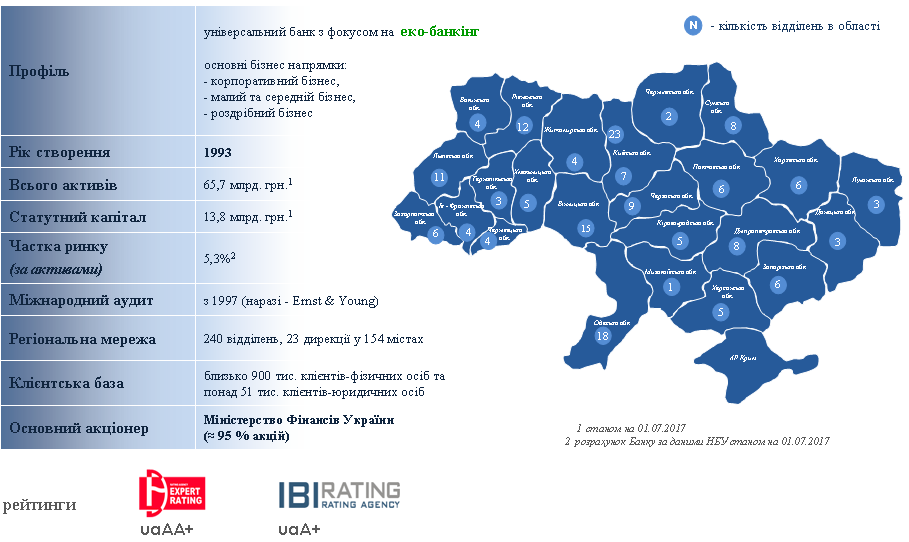 універсальний банк з фокусом на еко-банкінг
Профіль
основні бізнес напрямки:
- корпоративний бізнес,
- малий та середній бізнес,
- роздрібний бізнес
Рік створення
1993
Всього активів
65,7 млрд. грн.1
Статутний капітал
13,8 млрд. грн.1
Частка ринку
(за активами)
5,3%2
Міжнародний аудит
з 1997 (наразі - Ernst & Young)
Регіональна мережа
240 відділень, 23 дирекції у 154 містах
Клієнтська база
близько 900 тис. клієнтів-фізичних осіб та
понад 51 тис. клієнтів-юридичних осіб
Основний акціонер
Міністерство Фінансів України
(≈ 95 % акцій)
N - кількість відділень в області
Волинська обл.
4
Рівненська обл.
12
Житомирська обл.
4
23
Київська обл.
7
Чернігівська обл.
2
Сумська обл.
8
Львівська обл.
11
Тернопільська обл.
3
Хмельницька обл.
5
Вінницька обл.
15
9
Черкаська обл.
Полтавська обл.
6
Харківська обл.
6
Луганська обл.
3
Закарпатська обл.
6
Ів - Франківська обл.
4
Чернівецька обл.
4
Кіровоградська обл.
5
Дніпропетровська обл.
8
Донецька обл.
3
Миколаївська обл.
1
Херсонська обл.
5
Запорізька обл.
6
Одеська обл.
18
АР Крим
1 станом на 01.07.2017
2 розрахунок Банку за даними НБУ станом на 01.07.2017
рейтинги
EXPERT
RATING
uaAA+
IBI RATING
RATING AGENCY
uaA+